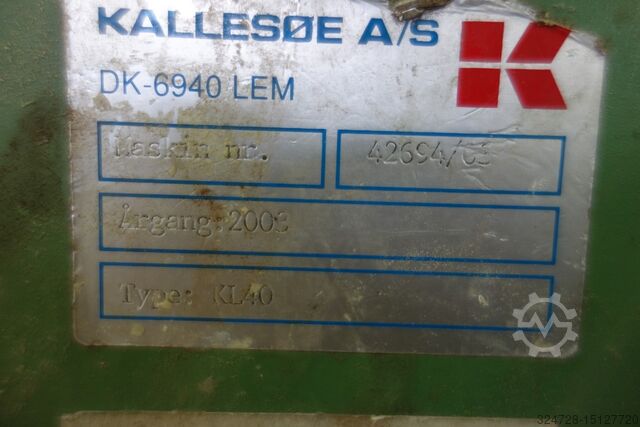 KALLESØE A/S
DK-6940 LEM
Maskin nr. 42694/03
Årgang: 2003
Type: KL40
324728-15127720